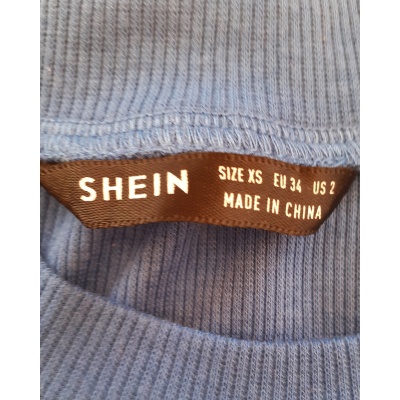 SHEIN
SIZE XS EU 34 US 2
MADE IN CHINA